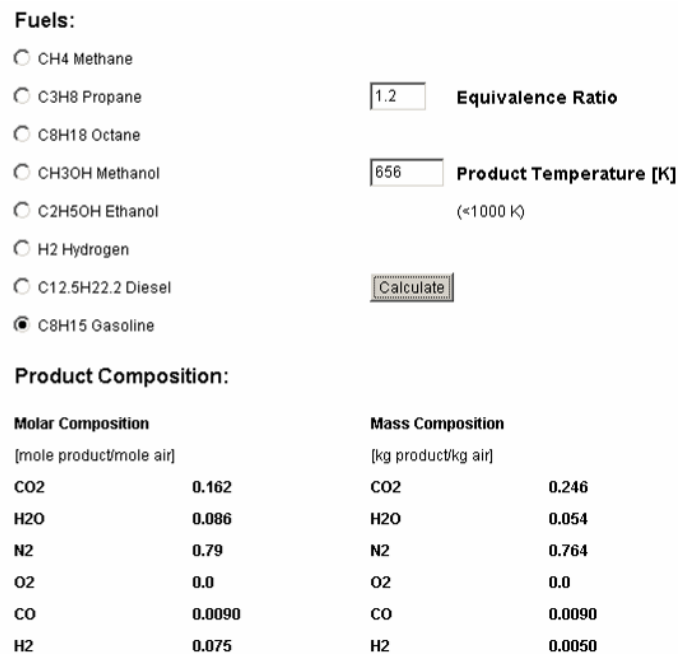 Fuels:
CH4 Methane
C3H8 Propane
1.2 Equivalence Ratio
C8H18 Octane
CH3OH Methanol
656 Product Temperature [K]
C2H5OH Ethanol
(<1000 K)
H2 Hydrogen
C12.5H22.2 Diesel
Calculate
C8H15 Gasoline
Product Composition:
Molar Composition Mass Composition
[mole product/mole air] [kg product/kg air]
CO2 0.162 CO2 0.246
H2O 0.086 H2O 0.054
N2 0.79 N2 0.764
O2 0.0 O2 0.0
CO 0.0090 CO 0.0090
H2 0.075 H2 0.0050